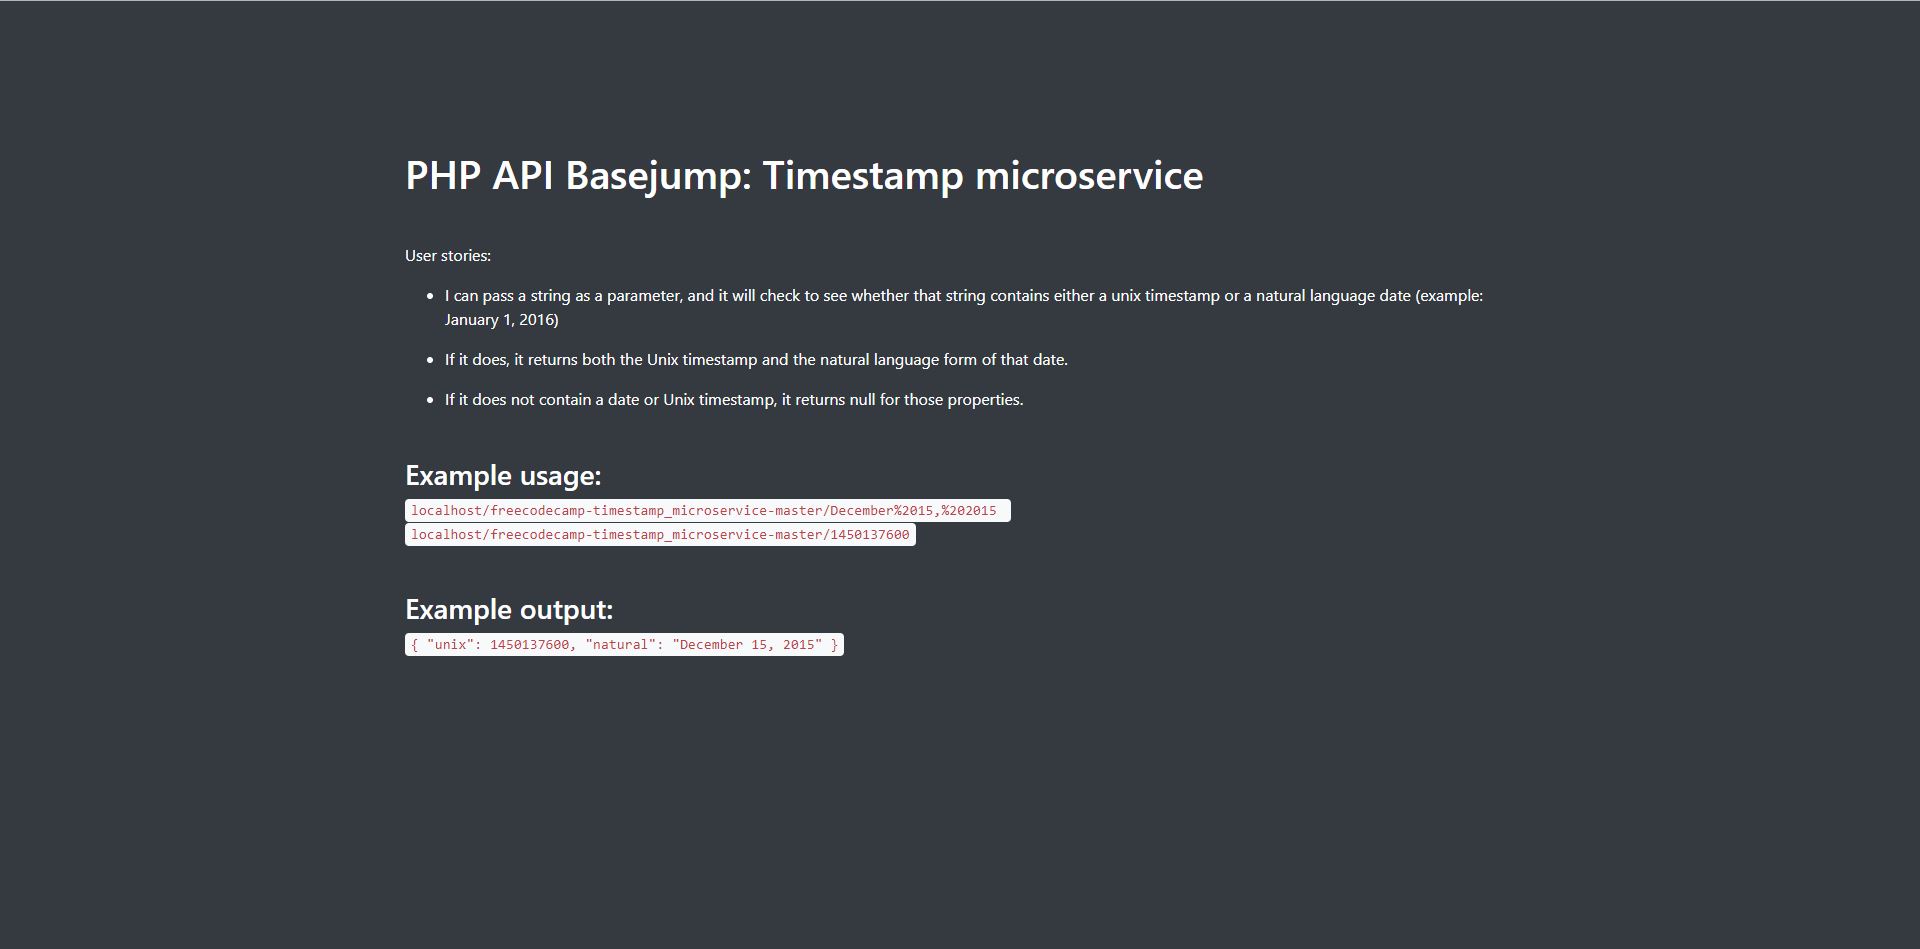 PHP API Basejump: Timestamp microservice
User stories:
I can pass a string as a parameter, and it will check to see whether that string contains either a unix timestamp or a natural language date (example:
January 1, 2016)
If it does, it returns both the Unix timestamp and the natural language form of that date.
If it does not contain a date or Unix timestamp, it returns null for those properties.
Example usage:
localhost/freecodecamp-timestamp_microservice-master/December%2015,%202015
localhost/freecodecamp-timestamp_microservice-master/1450137600
Example output:
{ "unix": 1450137600, "natural": "December 15, 2015" }